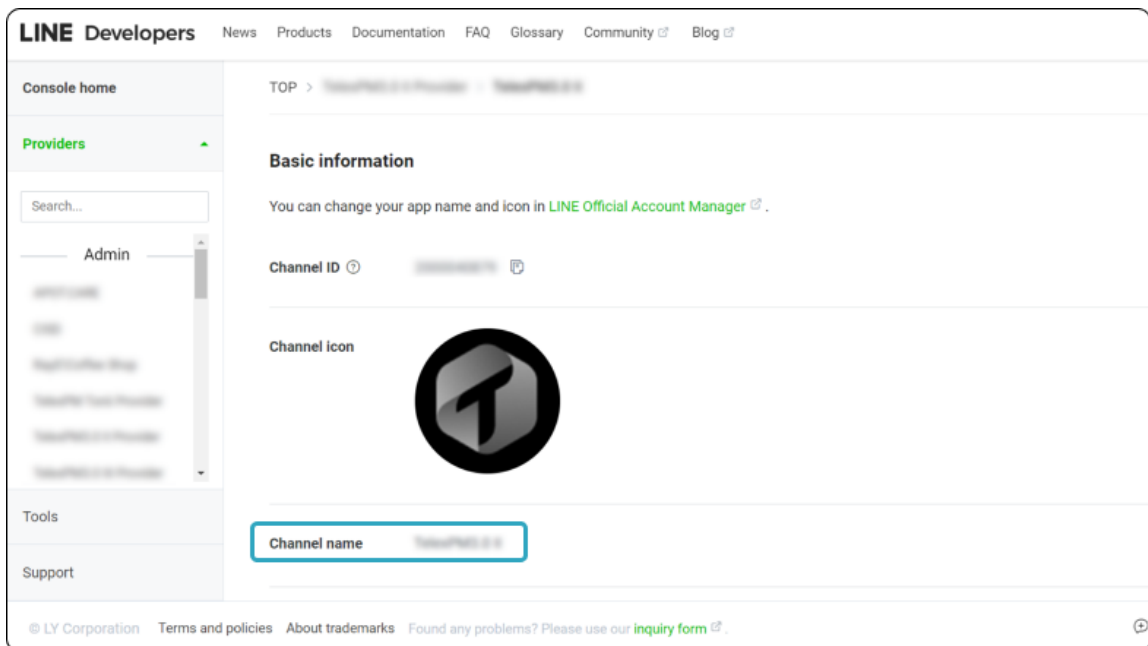 LINE Developers News Products Documentation FAQ Glossary Community Blog
Console home
TOP >
Providers
Basic information
Search...
You can change your app name and icon in LINE Official Account Manager .
Admin
Channel ID
Channel icon
Tools
Channel name
Support
© LY Corporation Terms and policies About trademarks Found any problems? Please use our inquiry form .